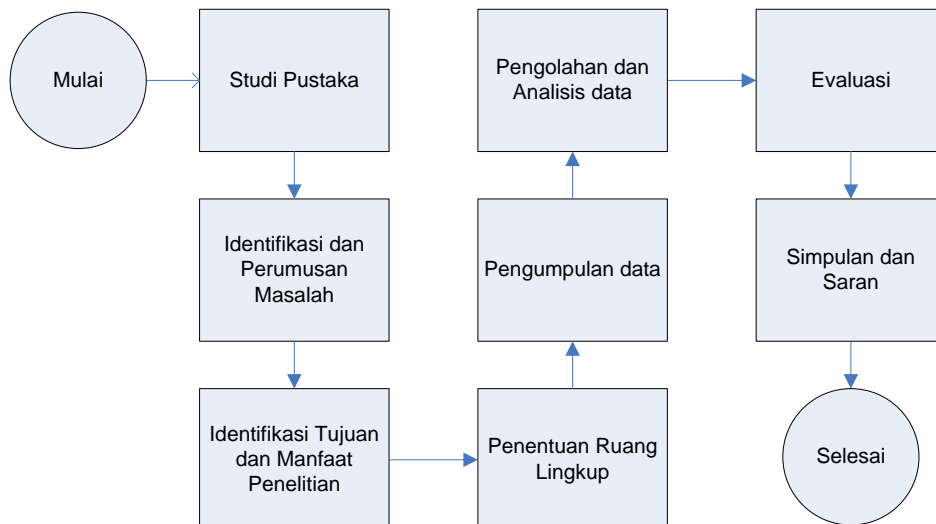 Mulai
Studi Pustaka
Identifikasi dan
Perumusan
Masalah
Identifikasi Tujuan
dan Manfaat
Penelitian
Penentuan Ruang
Lingkup
Pengumpulan data
Pengolahan dan
Analisis data
Evaluasi
Simpulan dan
Saran
Selesai